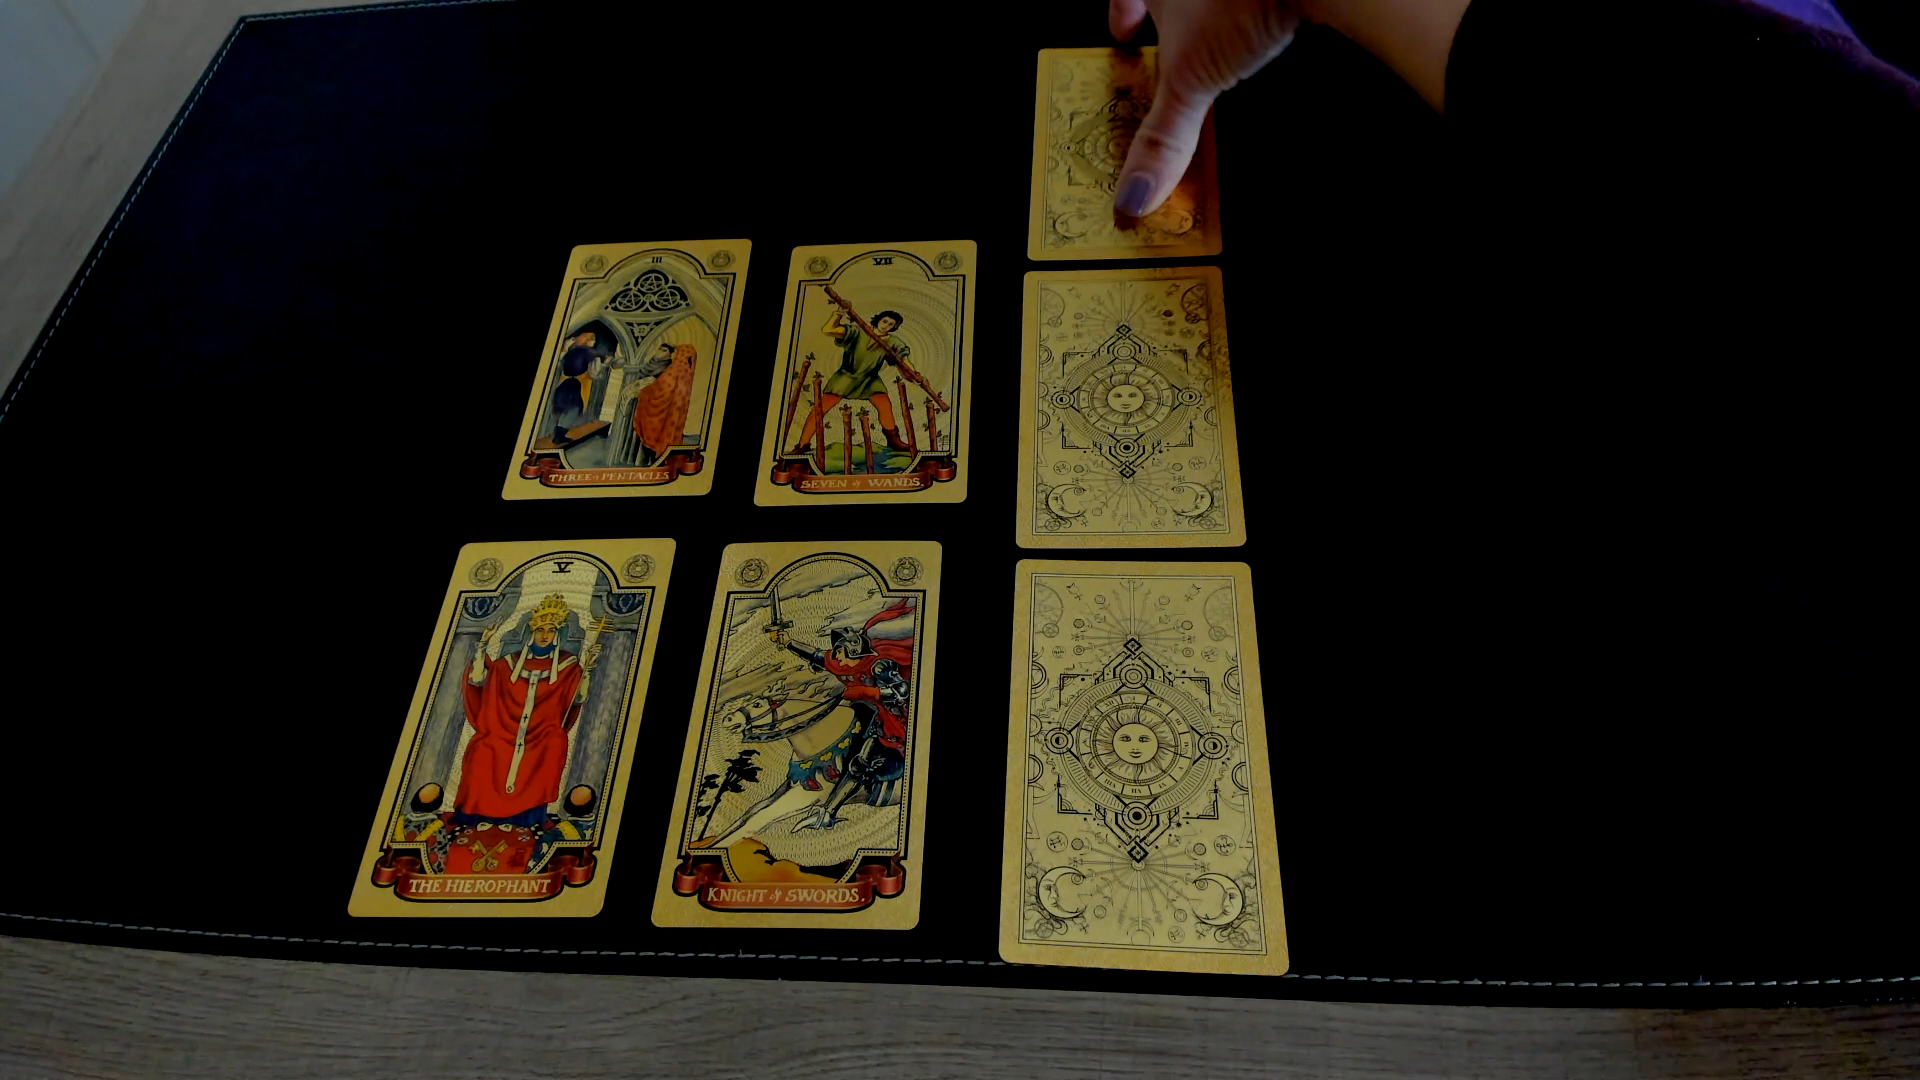 III
THREE of PENTACLES
VII
SEVEN of WANDS.
V
THE HIEROPHANT
KNIGHT of SWORDS.